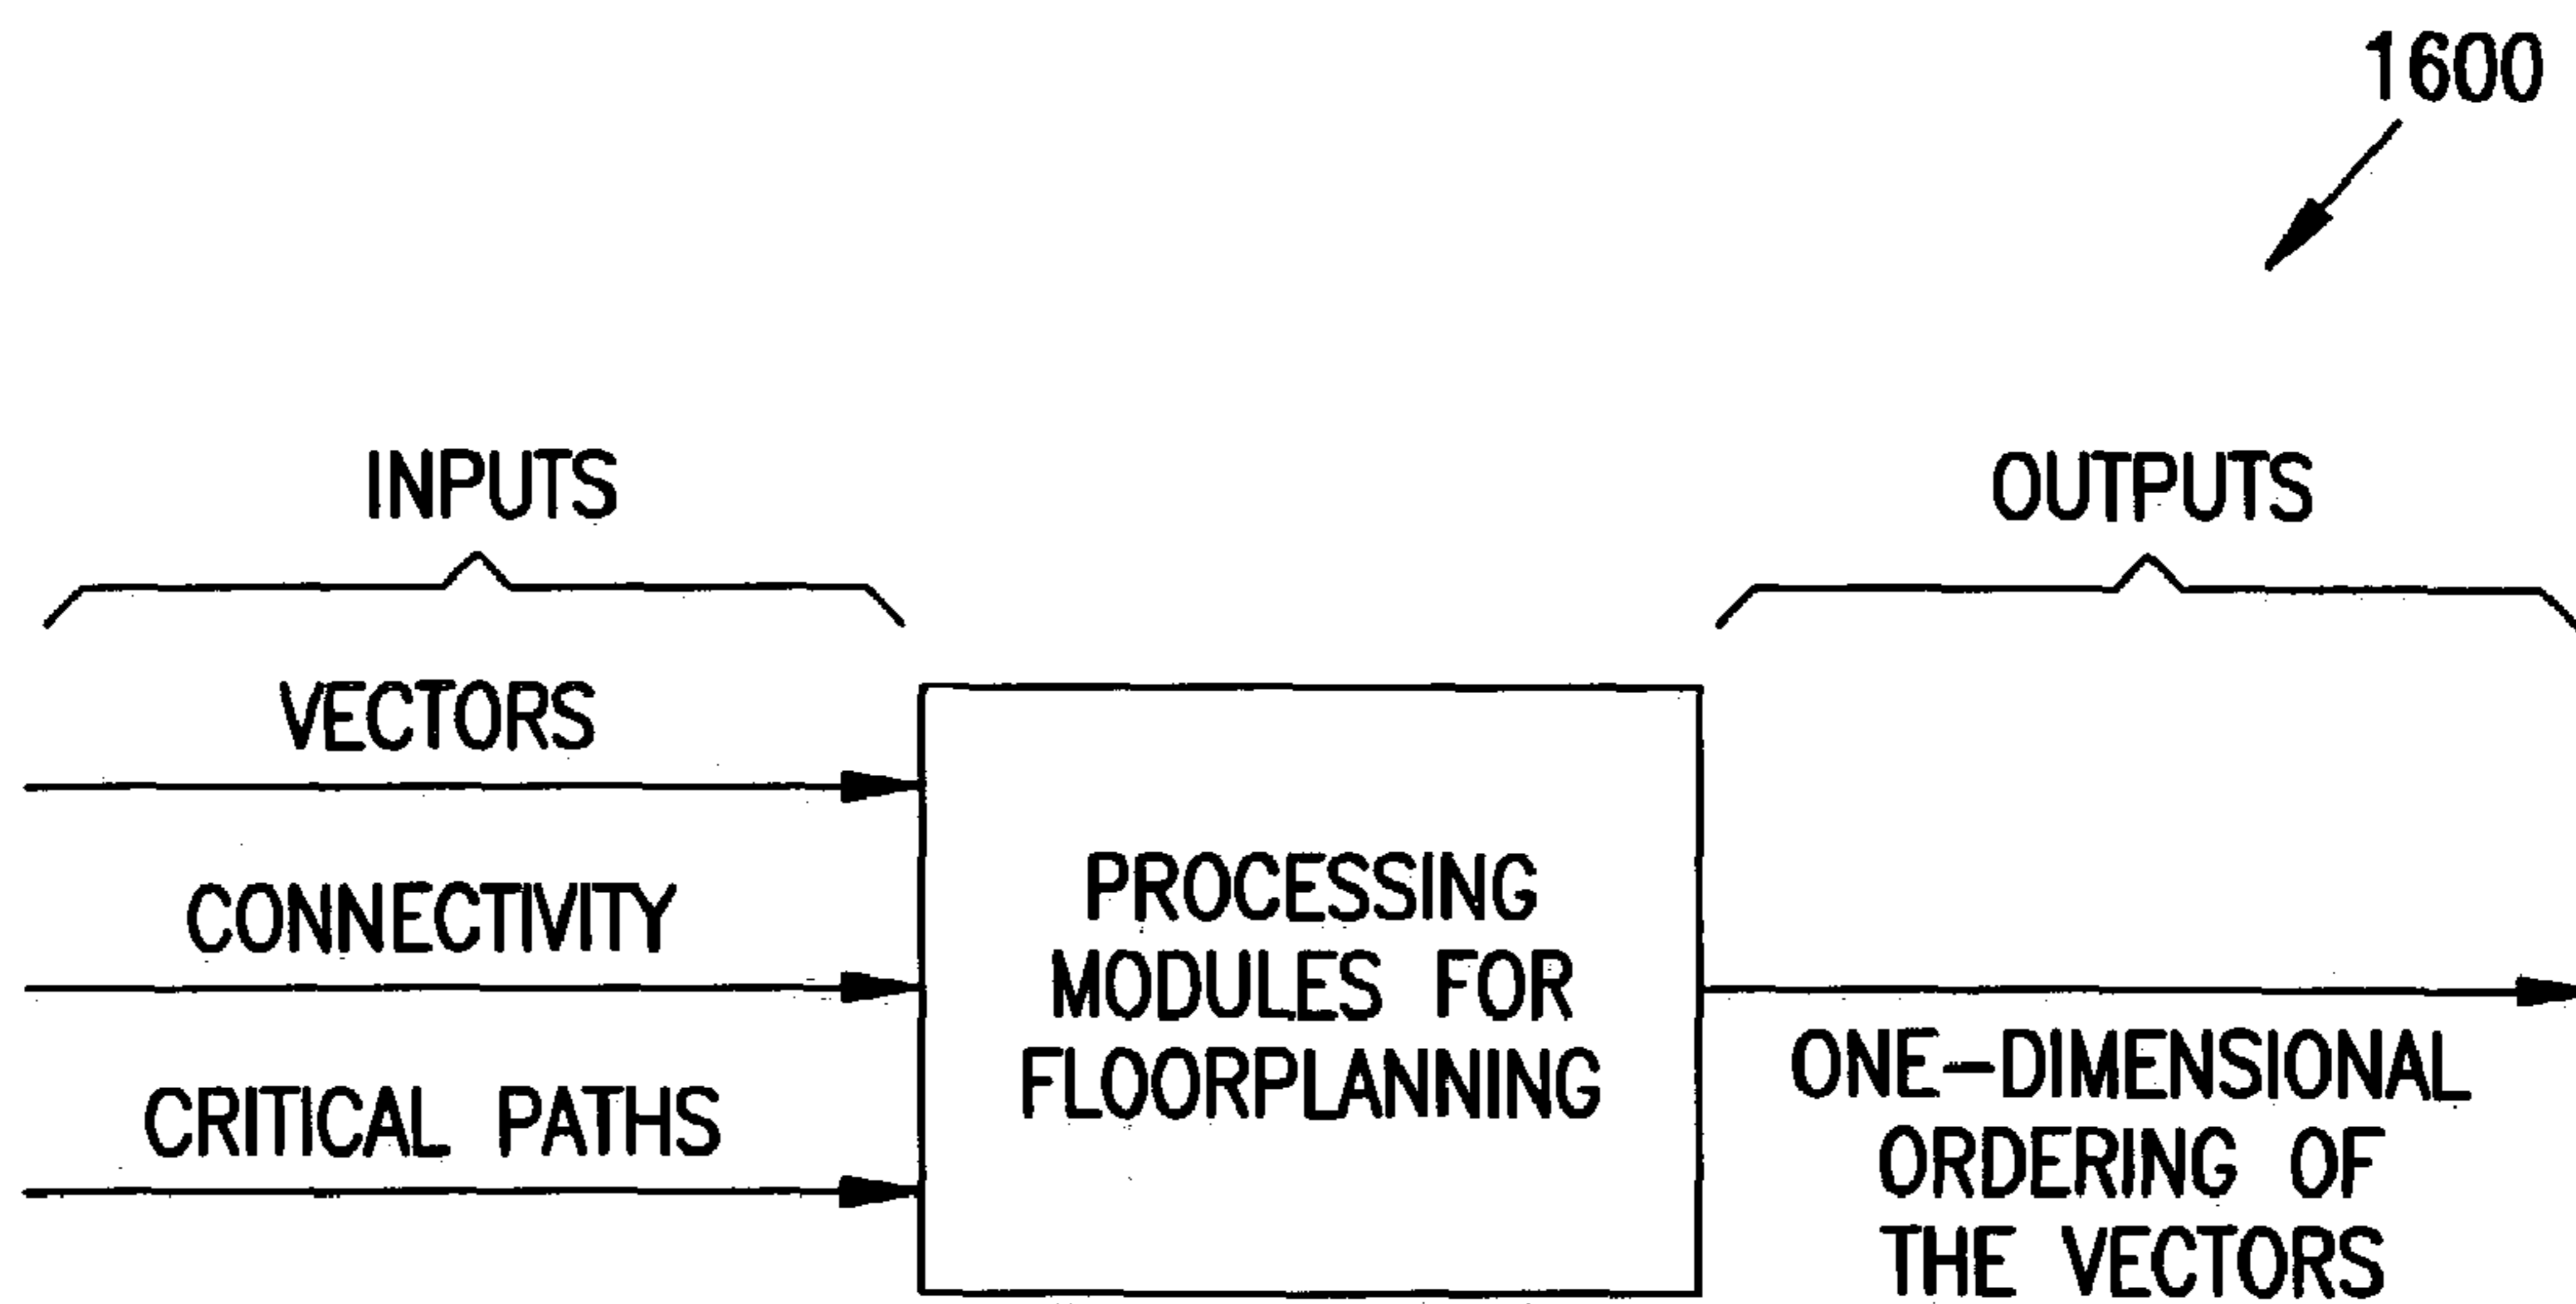 1600
INPUTS
OUTPUTS
VECTORS
CONNECTIVITY
CRITICAL PATHS
PROCESSING
MODULES FOR
FLOORPLANNING
ONE-DIMENSIONAL
ORDERING OF
THE VECTORS